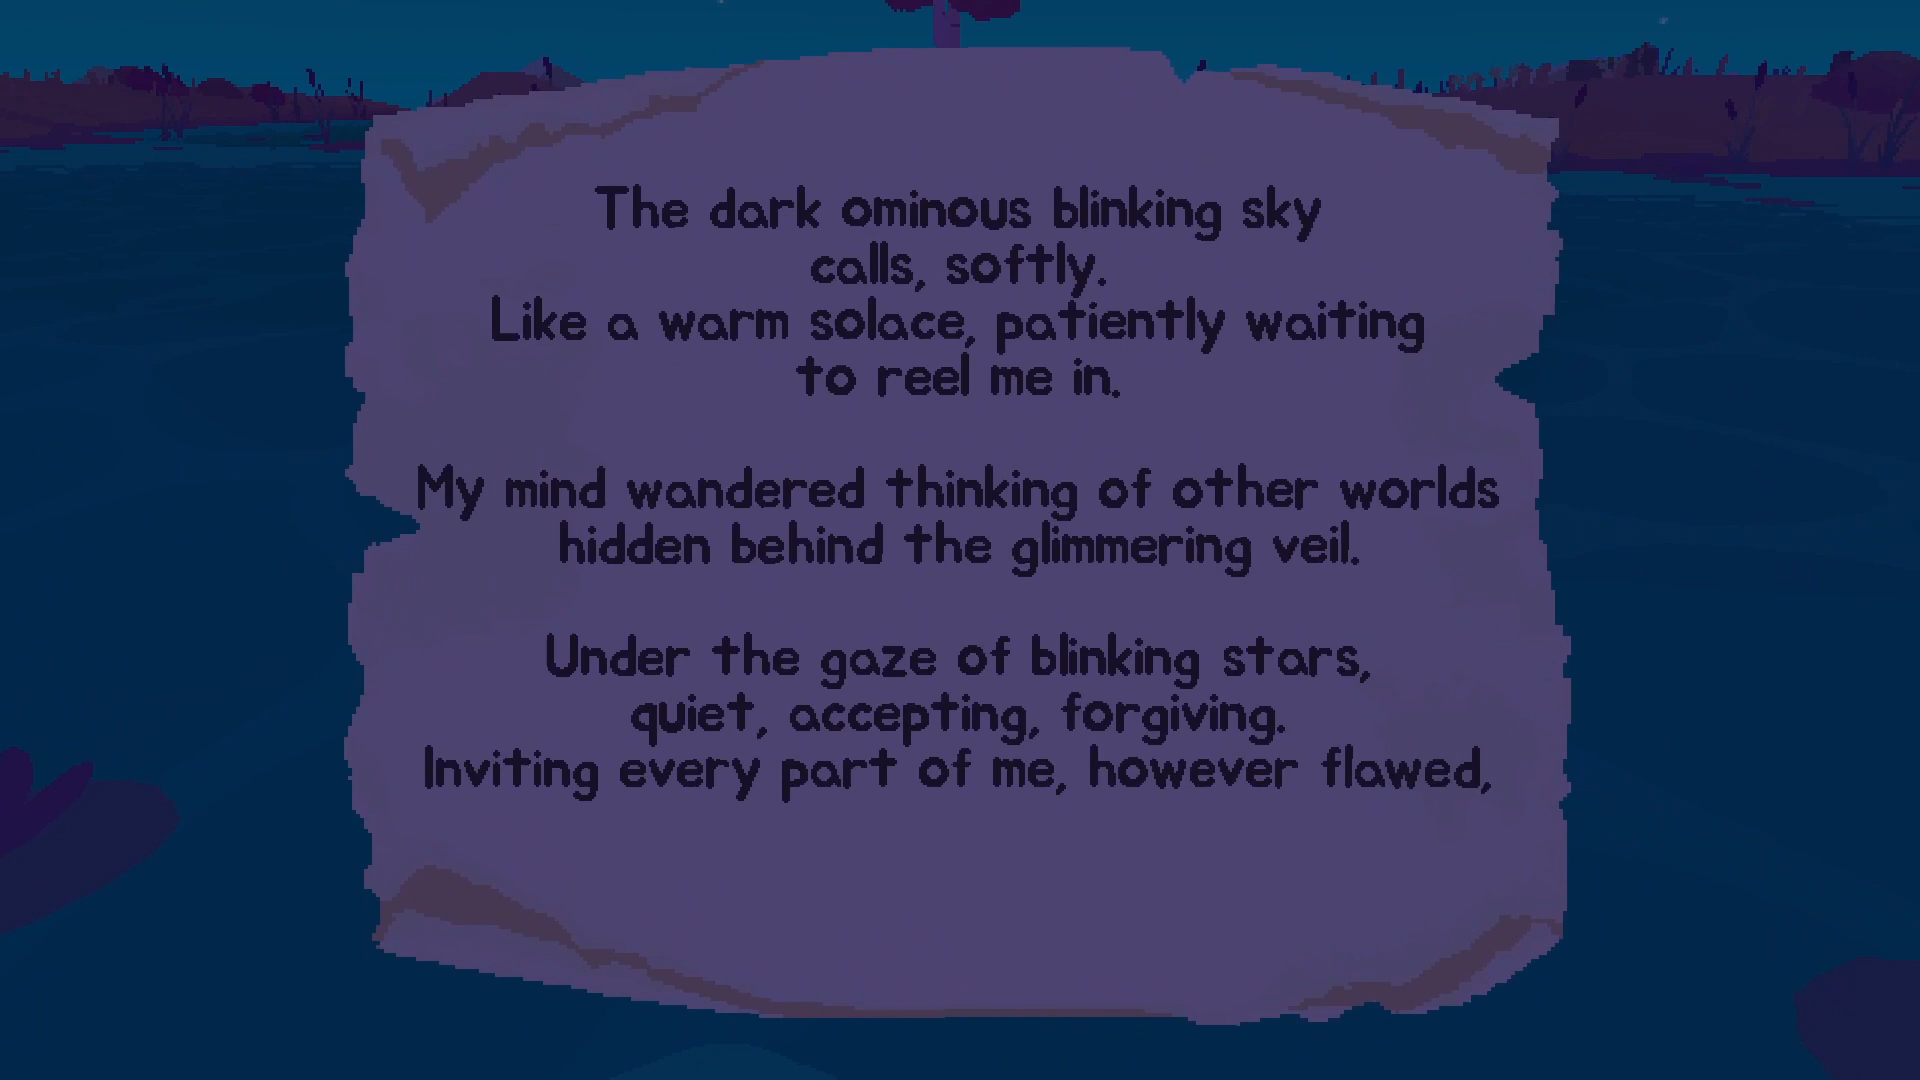 The dark ominous blinking sky
calls, softly.
Like a warm solace, patiently waiting
to reel me in.
My mind wandered thinking of other worlds
hidden behind the glimmering veil.
Under the gaze of blinking stars,
quiet, accepting, forgiving.
Inviting every part of me, however flawed,